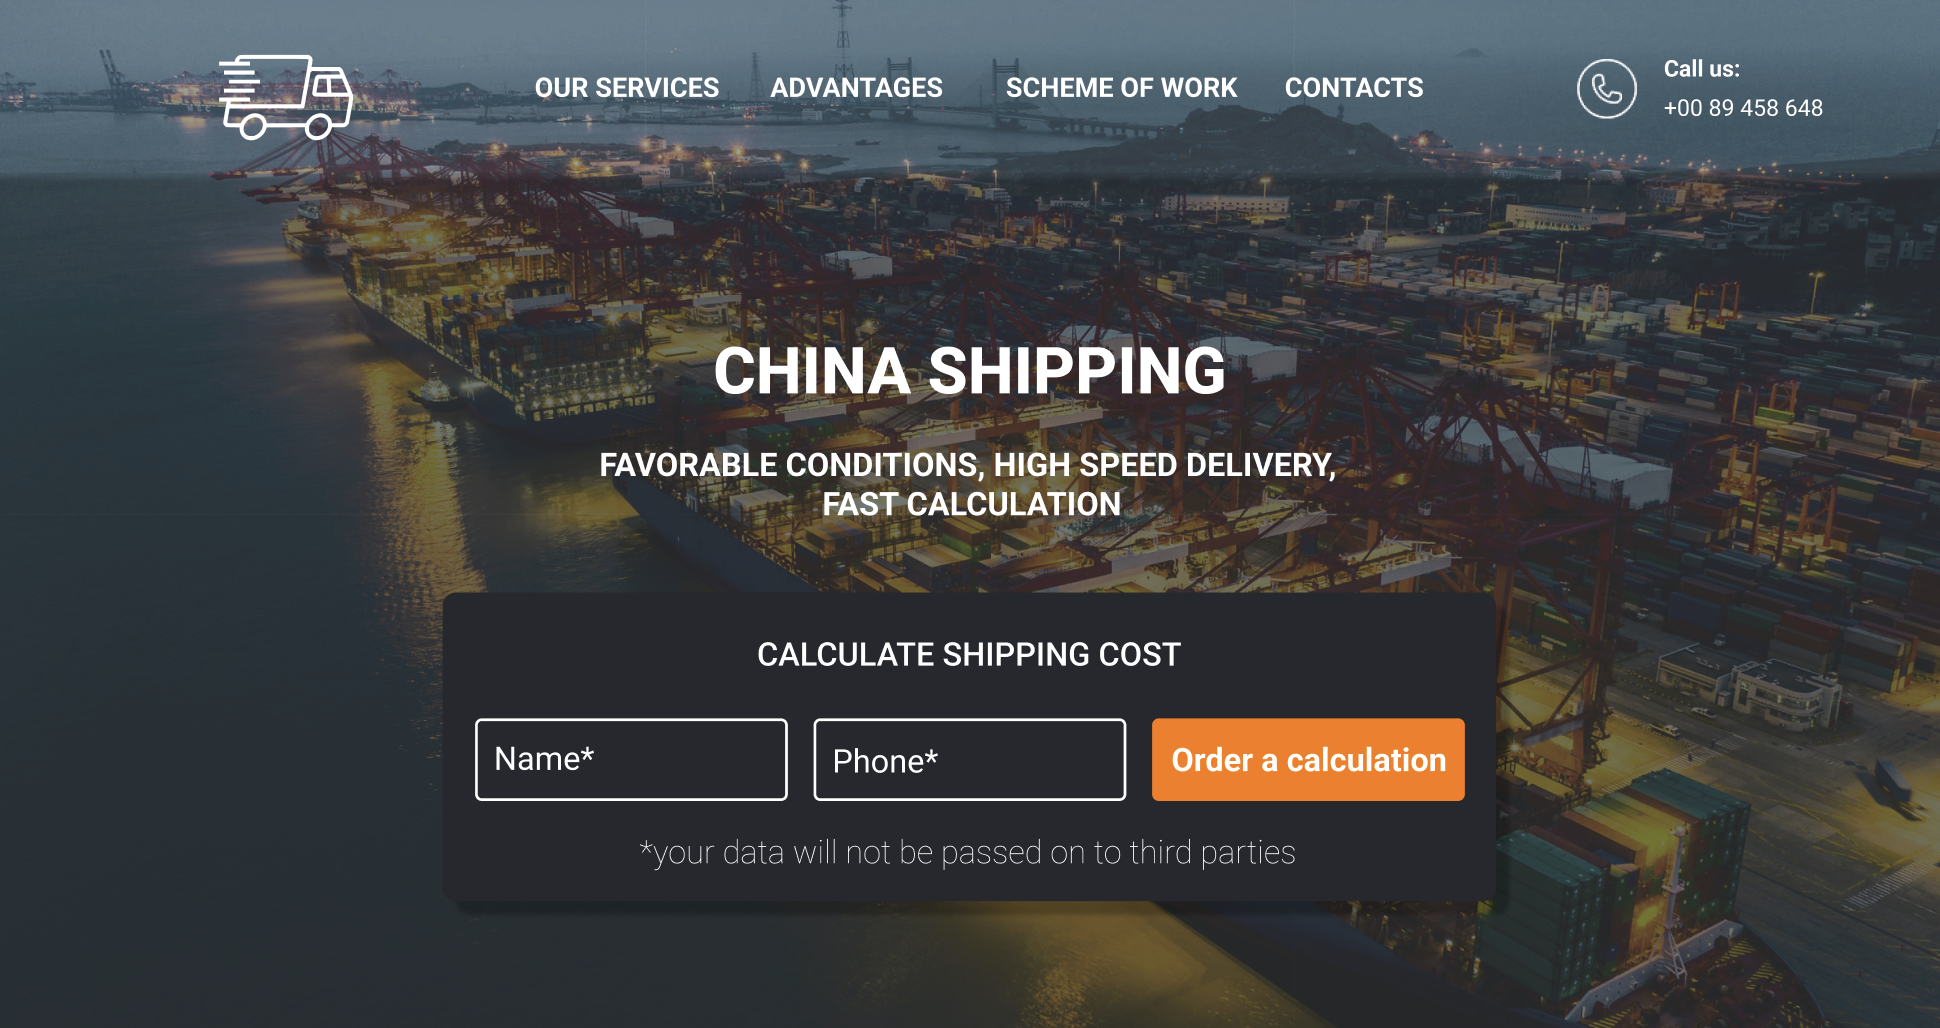 OUR SERVICES
ADVANTAGES
SCHEME OF WORK
CONTACTS
Call us:
+00 89 458 648
CHINA SHIPPING
FAVORABLE CONDITIONS, HIGH SPEED DELIVERY,
FAST CALCULATION
CALCULATE SHIPPING COST
Name*
Phone*
Order a calculation
*your data will not be passed on to third parties